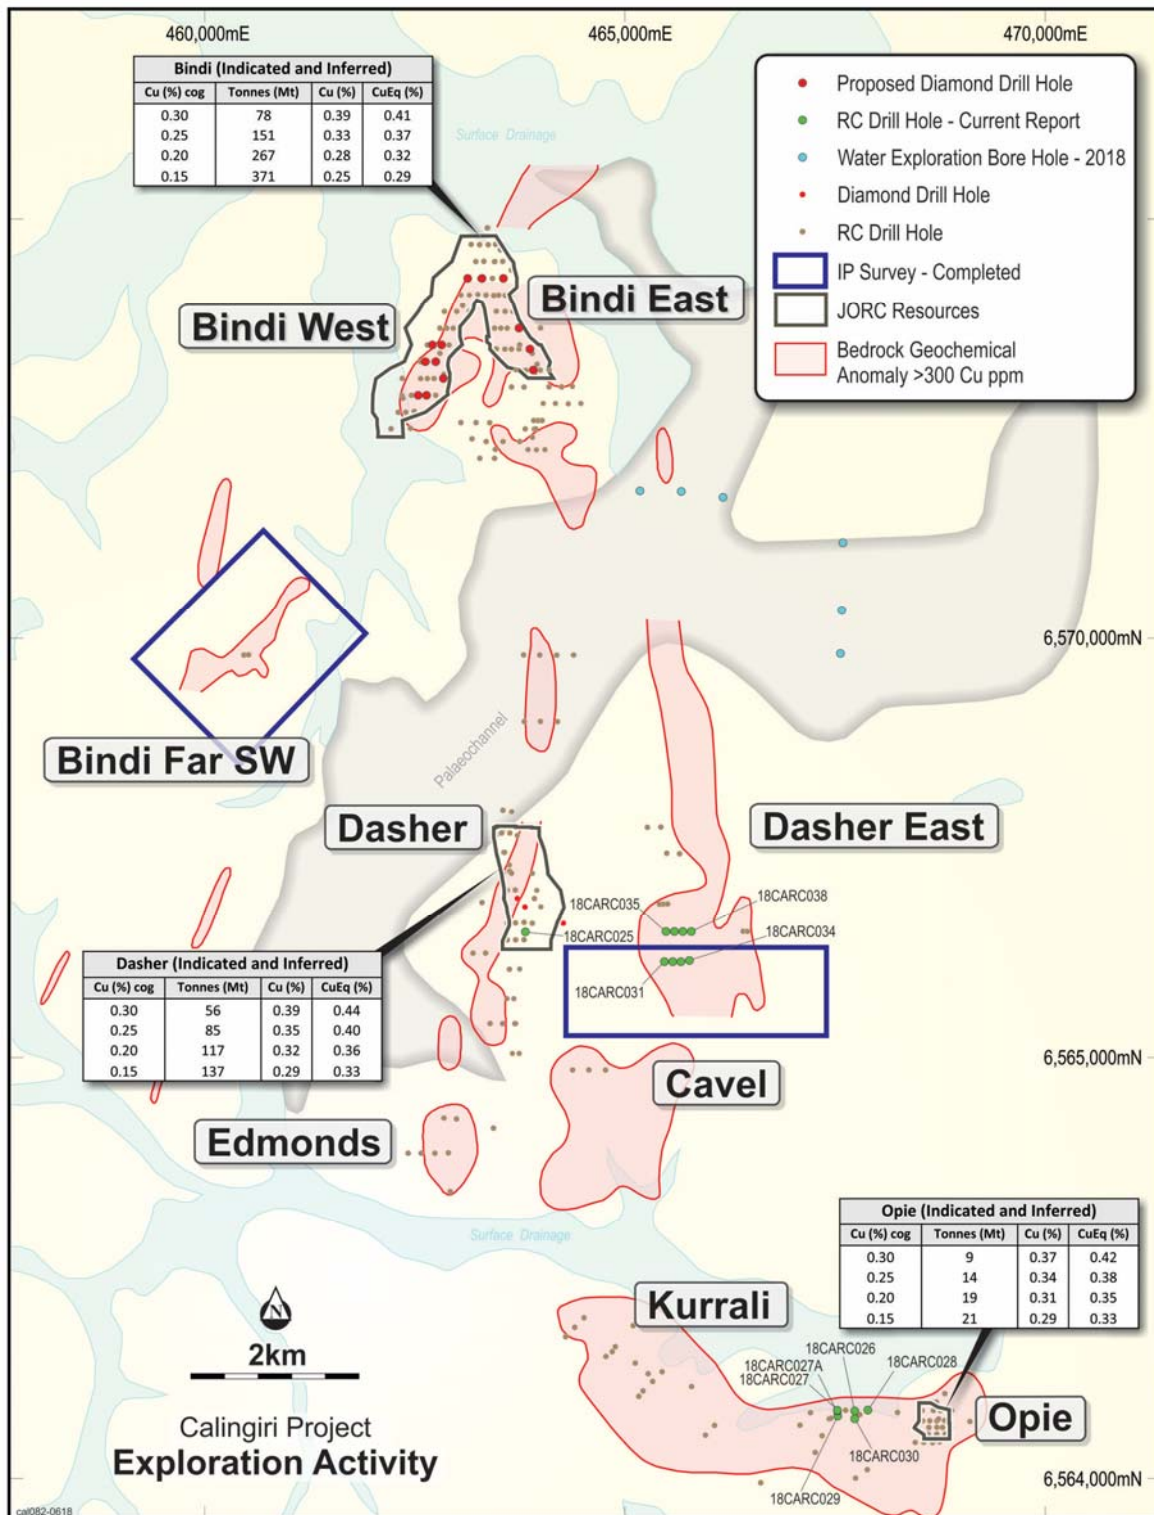 460,000mE
465,000mE
470,000mE
Bindi (Indicated and Inferred)
Cu (%) cog Tonnes (Mt) Cu (%) CuEq (%)
0.30 78 0.39 0.41
0.25 151 0.33 0.37
0.20 267 0.28 0.32
0.15 371 0.25 0.29
Surface Drainage
Proposed Diamond Drill Hole
RC Drill Hole - Current Report
Water Exploration Bore Hole - 2018
Diamond Drill Hole
RC Drill Hole
IP Survey - Completed
JORC Resources
Bedrock Geochemical
Anomaly >300 Cu ppm
Bindi West
Bindi East
6,570,000mN
Bindi Far SW
Palaeochannel
Dasher
Dasher East
18CARC035
18CARC038
18CARC025
18CARC034
18CARC031
Dasher (Indicated and Inferred)
Cu (%) cog Tonnes (Mt) Cu (%) CuEq (%)
0.30 56 0.39 0.44
0.25 85 0.35 0.40
0.20 117 0.32 0.36
0.15 137 0.29 0.33
6,565,000mN
Cavel
Edmonds
Surface Drainage
Opie (Indicated and Inferred)
Cu (%) cog Tonnes (Mt) Cu (%) CuEq (%)
0.30 9 0.37 0.42
0.25 14 0.34 0.38
0.20 19 0.31 0.35
0.15 21 0.29 0.33
Kurrali
N
2km
18CARC026
18CARC027A
18CARC028
18CARC027
Opie
18CARC030
18CARC029
6,564,000mN
Calingiri Project
Exploration Activity
cal082-0618